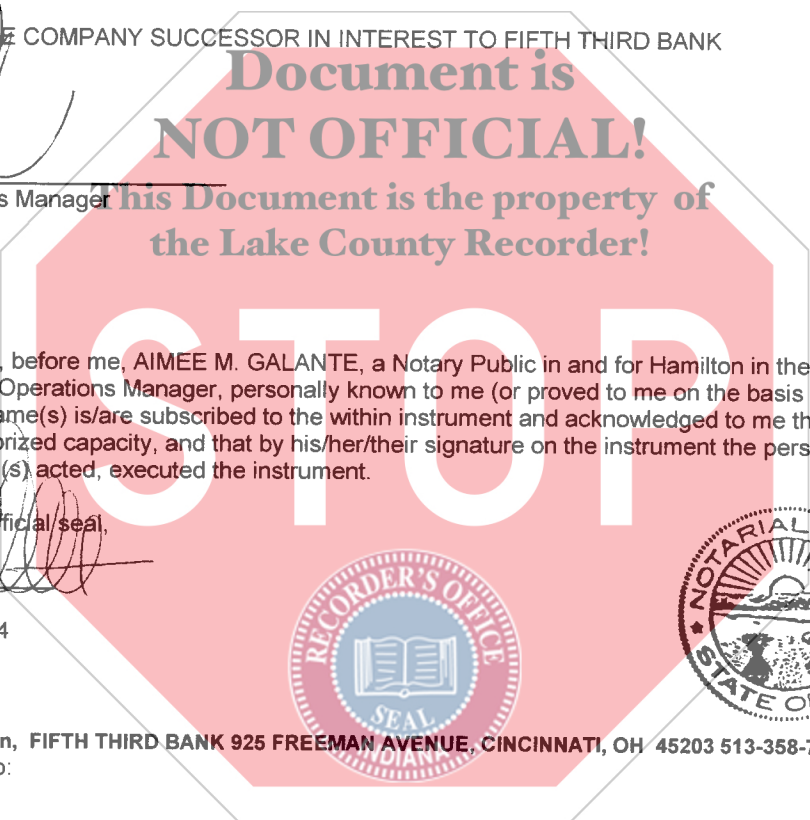 E COMPANY SUCCESSOR IN INTEREST TO FIFTH THIRD BANK
Document is
NOT OFFICIAL!
s Manager
This Document is the property of
the Lake County Recorder!
STOP
, before me, AIMEE M. GALANTE, a Notary Public in and for Hamilton in the
Operations Manager, personally known to me (or proved to me on the basis
ame(s) is/are subscribed to the within instrument and acknowledged to me th
orized capacity, and that by his/her/their signature on the instrument the pers
(s) acted, executed the instrument.
ficial seal,
NOTARIAL
STATE O
RECORDER'S OFFICE
SEAL
INDIANA
4
n, FIFTH THIRD BANK 925 FREEMAN AVENUE, CINCINNATI, OH 45203 513-358-7
o: